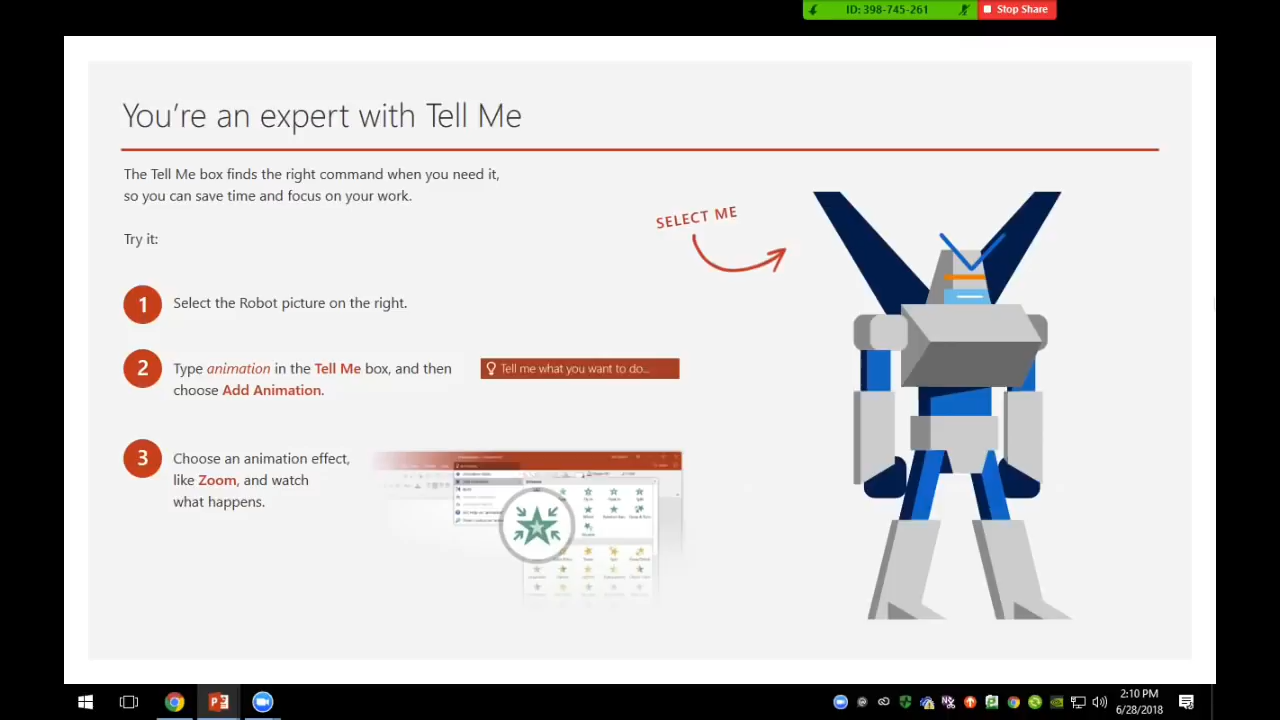 ID: 398-745-261
Stop Share
You're an expert with Tell Me
The Tell Me box finds the right command when you need it,
so you can save time and focus on your work.
SELECT ME
Try it:
1 Select the Robot picture on the right.
2 Type animation in the Tell Me box, and then
choose Add Animation.
Tell me what you want to do...
3 Choose an animation effect,
like Zoom, and watch
what happens.
2:10 PM
6/28/2018